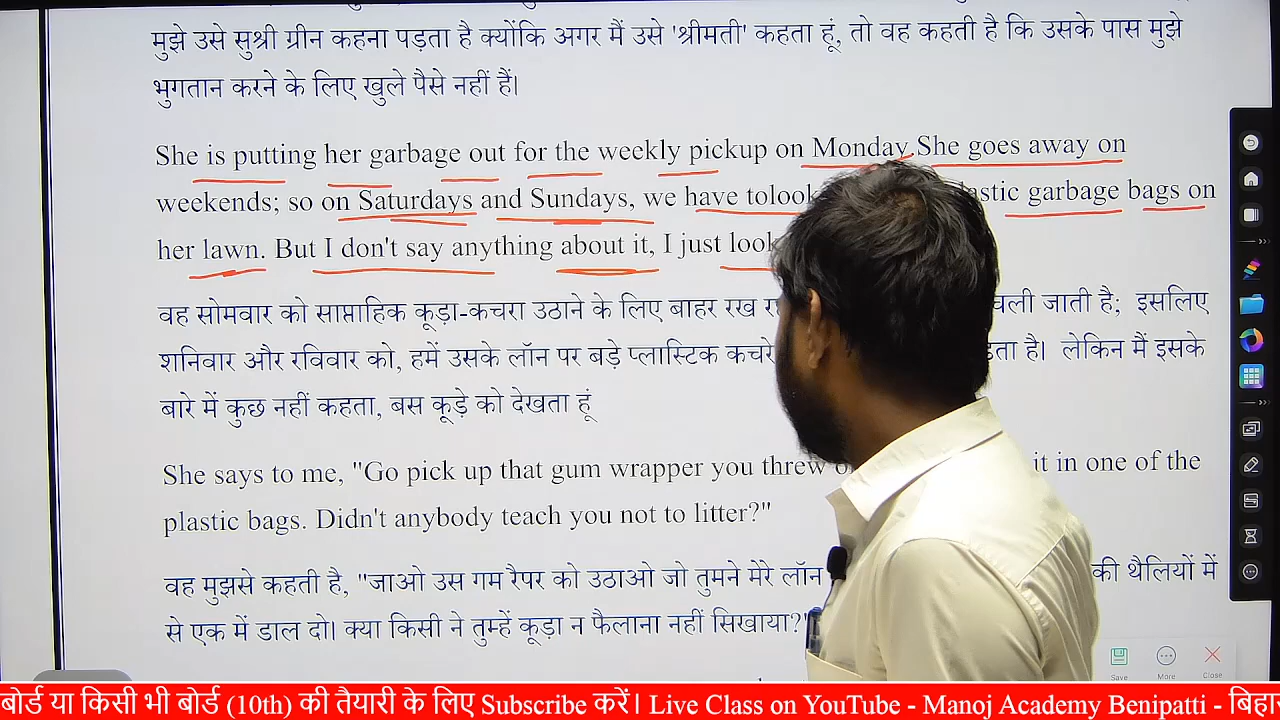 मुझे उसे सुश्री ग्रीन कहना पड़ता है क्योंकि अगर मैं उसे 'श्रीमती' कहता हूं, तो वह कहती है कि उसके पास मुझे
भुगतान करने के लिए खुले पैसे नहीं हैं।
She is putting her garbage out for the weekly pickup on Monday She goes away on
weekends; so on Saturdays and Sundays, we have tolook garbage bags on
her lawn. But I don't say anything about it, I just look
वह सोमवार को साप्ताहिक कूड़ा-कचरा उठाने के लिए बाहर रख चली जाती है; इसलिए
शनिवार और रविवार को, हमें उसके लॉन पर बड़े प्लास्टिक कचरे है। लेकिन मैं इसके
बारे में कुछ नहीं कहता, बस कूड़े को देखता हूं
She says to me, "Go pick up that gum wrapper you threw it in one of the
plastic bags. Didn't anybody teach you not to litter?"
वह मुझसे कहती है, "जाओ उस गम रैपर को उठाओ जो तुमने मेरे लॉन की थैलियों में
से एक में डाल दो। क्या किसी ने तुम्हें कूड़ा न फैलाना नहीं सिखाया?"
Save More Close
बोर्ड या किसी भी बोर्ड (10th) की तैयारी के लिए Subscribe करें। Live Class on YouTube - Manoj Academy Benipatti -